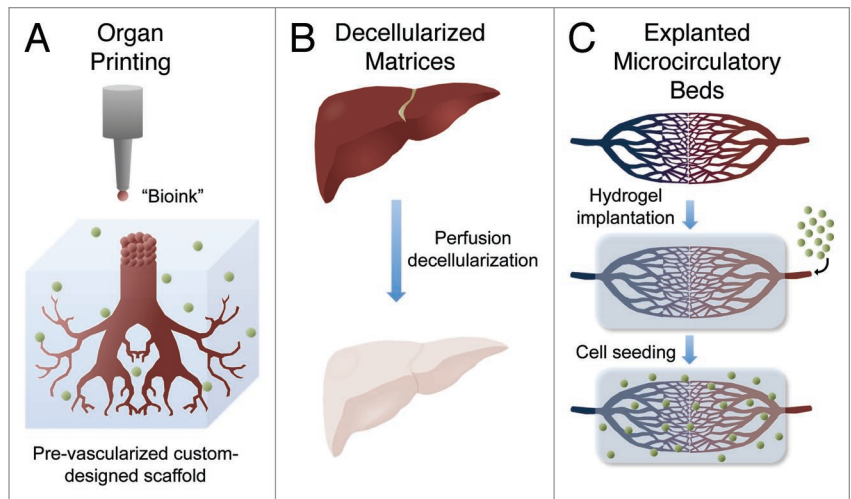 A
Organ
Printing
“Bioink”
Pre-vascularized custom-
designed scaffold
B
Decellularized
Matrices
Perfusion
decellularization
C
Explanted
Microcirculatory
Beds
Hydrogel
implantation
Cell seeding